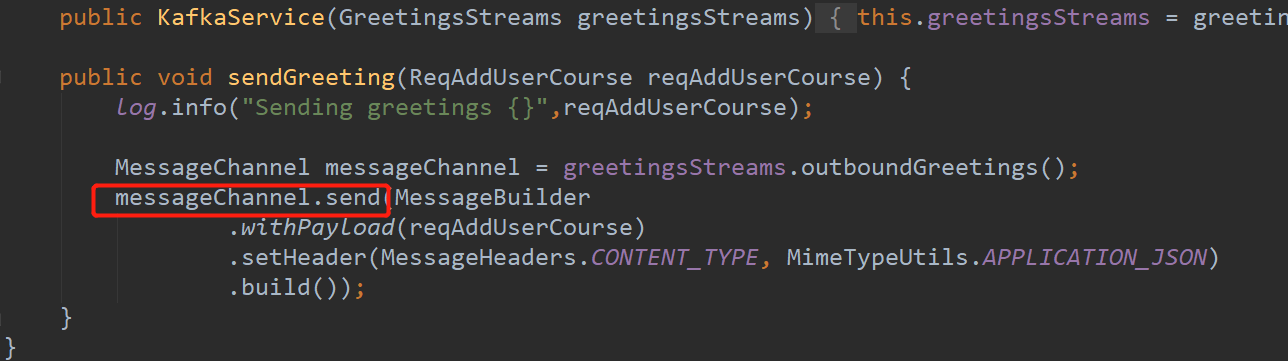 public KafkaService(GreetingsStreams greetingsStreams) { this.greetingsStreams = greeting
public void sendGreeting(ReqAddUserCourse reqAddUserCourse) {
log.info("Sending greetings {}",reqAddUserCourse);
MessageChannel messageChannel = greetingsStreams.outboundGreetings();
messageChannel.send(MessageBuilder
.withPayload(reqAddUserCourse)
.setHeader(MessageHeaders.CONTENT_TYPE, MimeTypeUtils.APPLICATION_JSON)
.build());
}
}